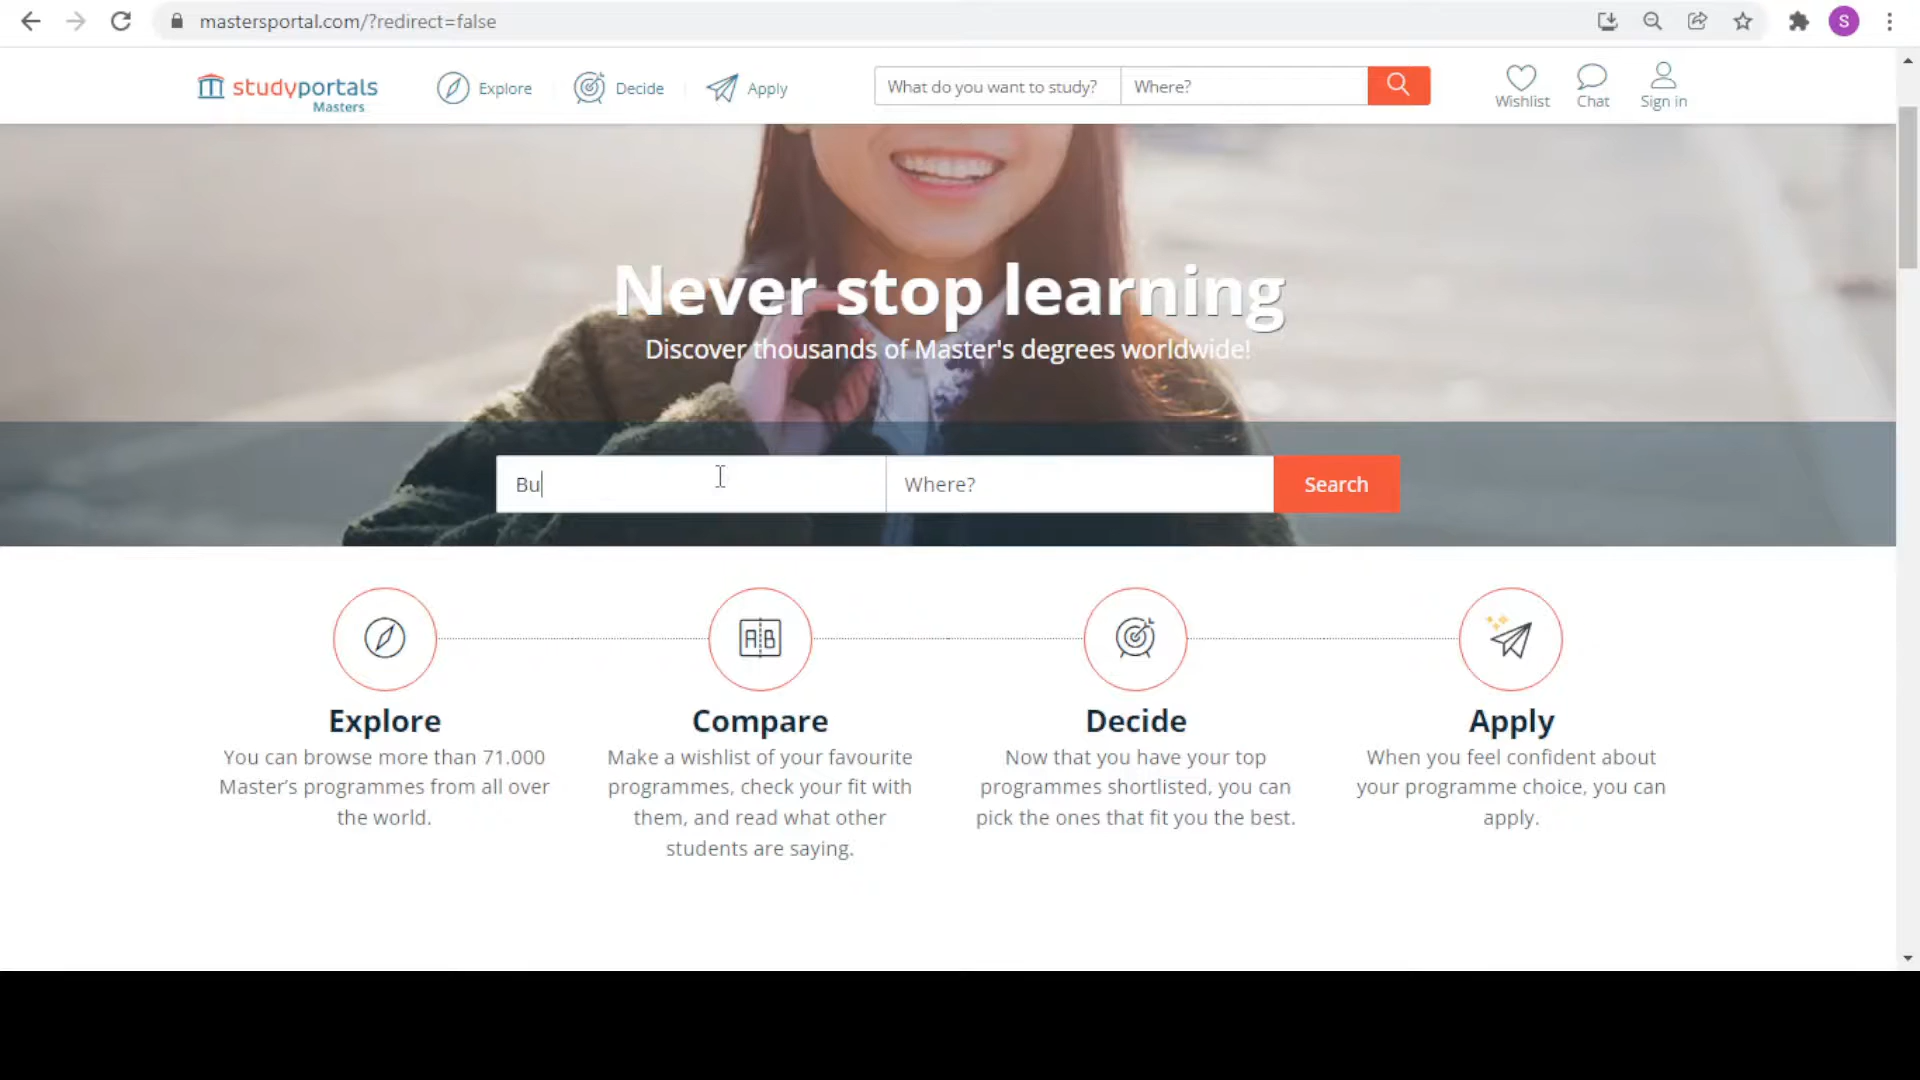 mastersportal.com/?redirect=false
S
studyportals
Masters
Explore
Decide
Apply
What do you want to study?
Where?
Wishlist
Chat
Sign in
Never stop learning
Discover thousands of Master's degrees worldwide!
Bu
Where?
Search
A B
Explore
You can browse more than 71.000
Master’s programmes from all over
the world.
Compare
Make a wishlist of your favourite
programmes, check your fit with
them, and read what other
students are saying.
Decide
Now that you have your top
programmes shortlisted, you can
pick the ones that fit you the best.
Apply
When you feel confident about
your programme choice, you can
apply.